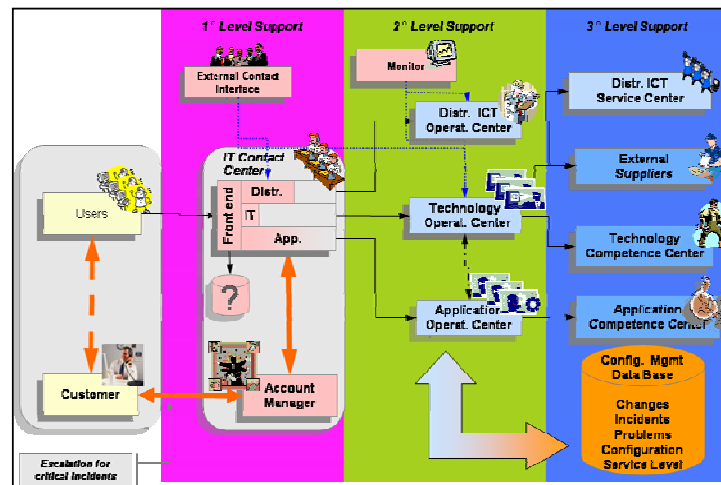 1° Level Support
2° Level Support
3° Level Support
External Contact
Interface
Monitor
Distr. ICT
Service Center
Distr. ICT
Operat. Center
IT Contact
Center
External
Suppliers
Users
Front end
Distr.
IT
App.
Technology
Operat. Center
Technology
Competence Center
?
Application
Operat. Center
Application
Competence Center
Customer
Account
Manager
Config. Mgmt
Data Base
Changes
Incidents
Problems
Configuration
Service Level
Escalation for
critical incidents